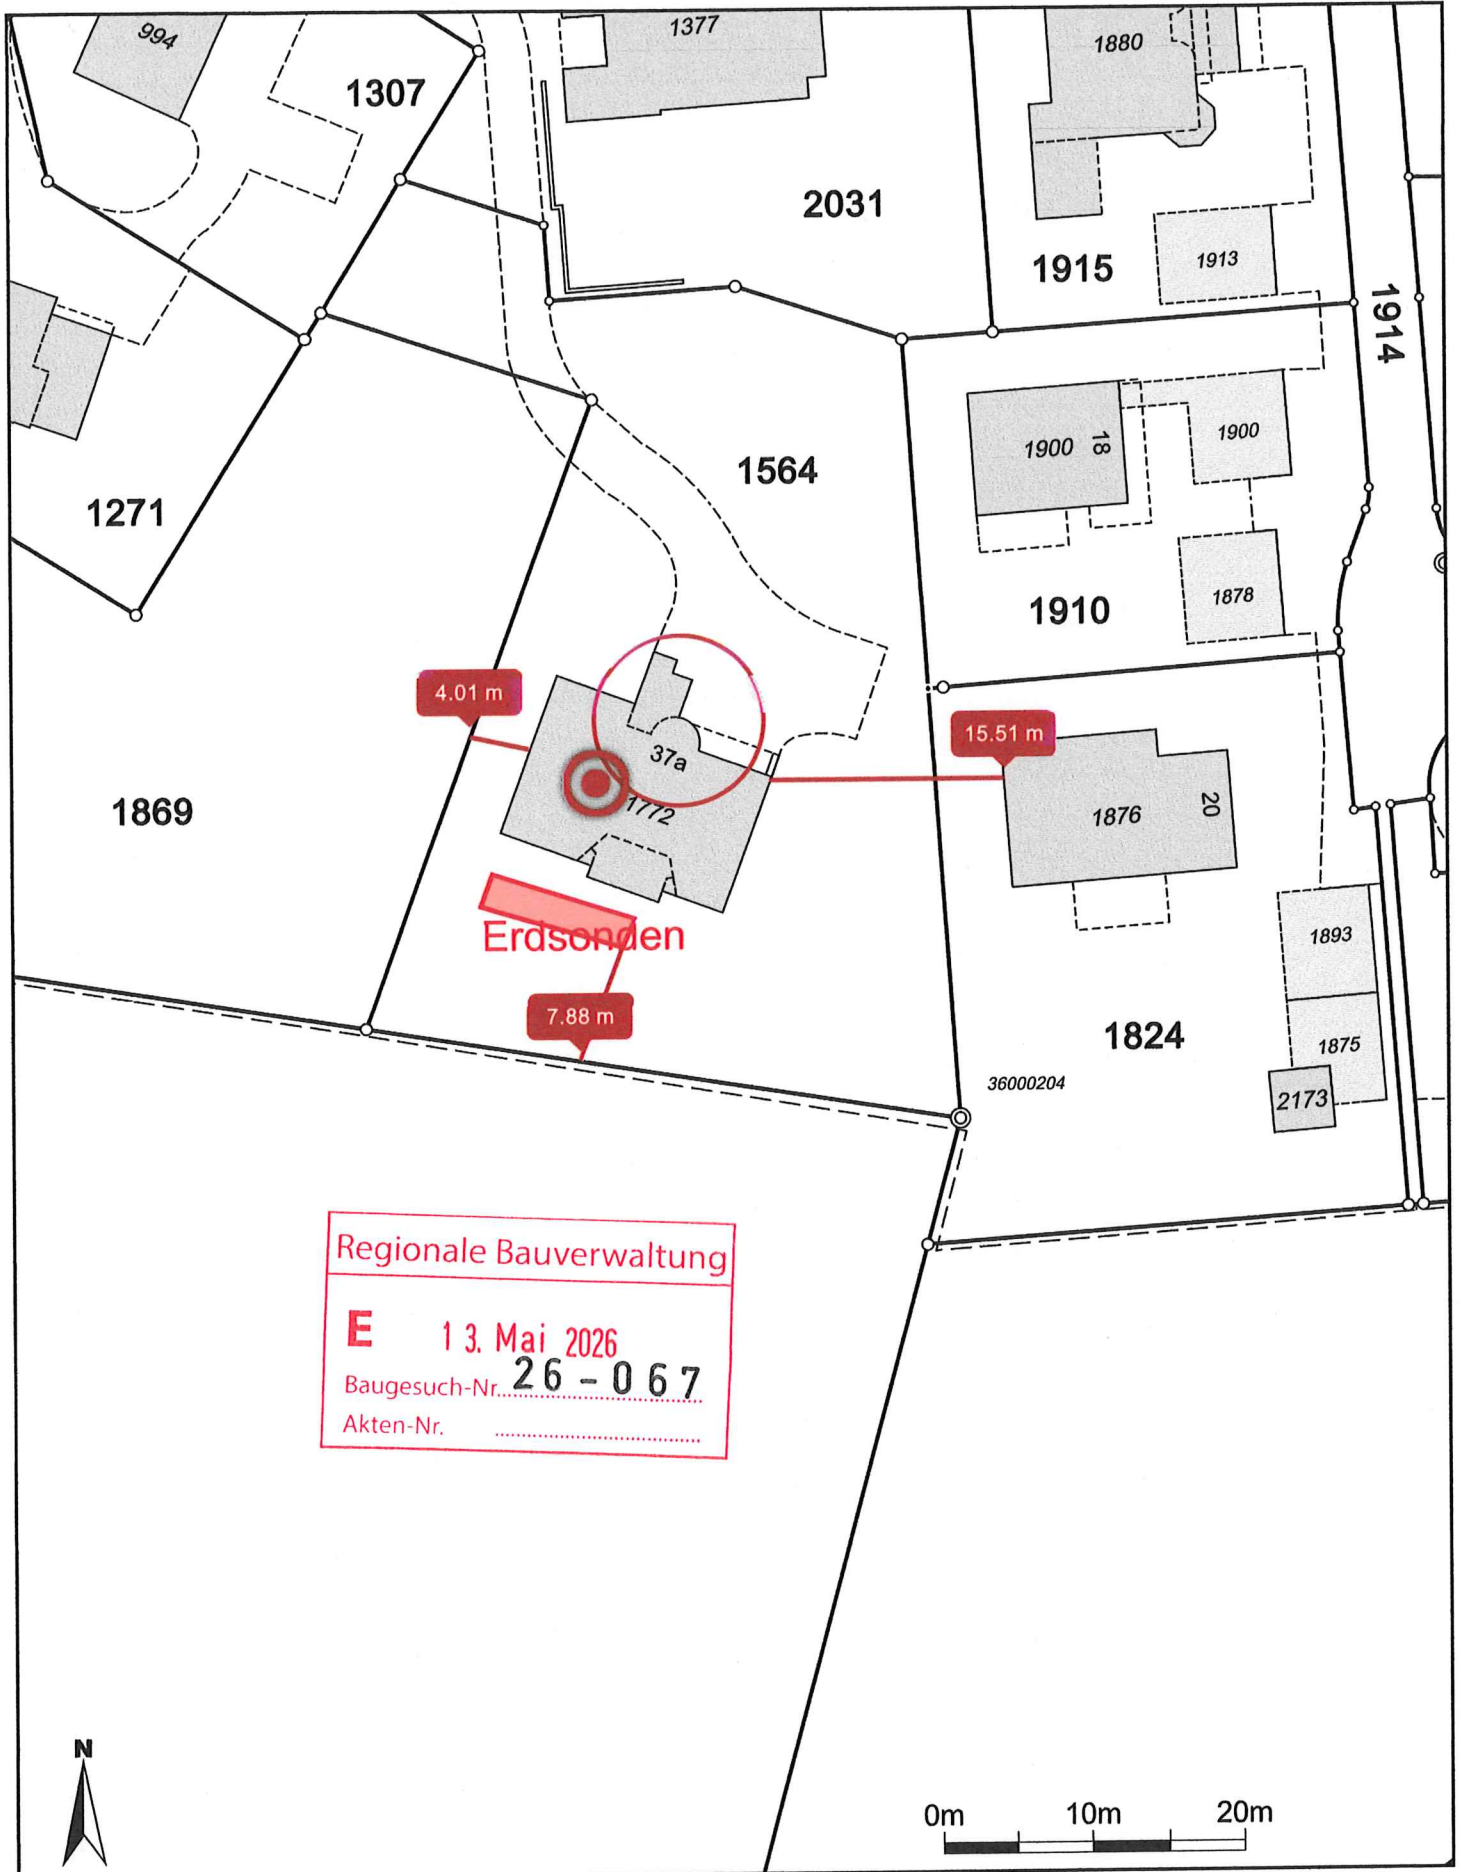 994
1377
1880
1307
2031
1915
1913
1914
1900
18
1900
1564
1271
1910
1878
4.01 m
15.51 m
37a
1772
1869
1876
20
Erdsonden
1893
7.88 m
1824
1875
36000204
2173
Regionale Bauverwaltung
E 13. Mai 2026
Baugesuch-Nr. 26-067
Akten-Nr.
N
0m 10m 20m